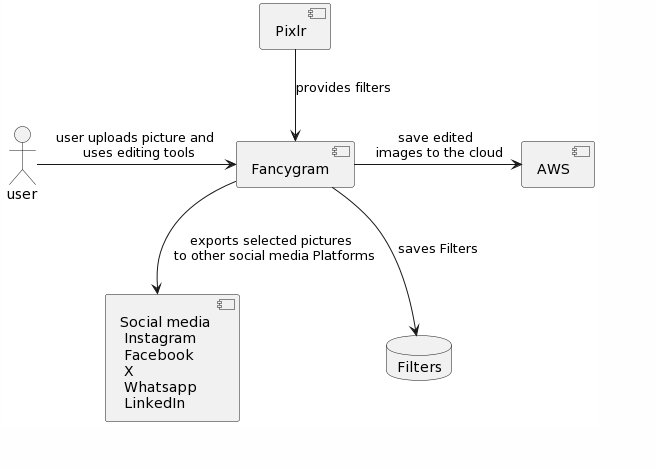 Pixlr
provides filters
user uploads picture and
uses editing tools
save edited
images to the cloud
user
Fancygram
AWS
exports selected pictures
to other social media Platforms
saves Filters
Social media
Instagram
Facebook
X
Whatsapp
LinkedIn
Filters